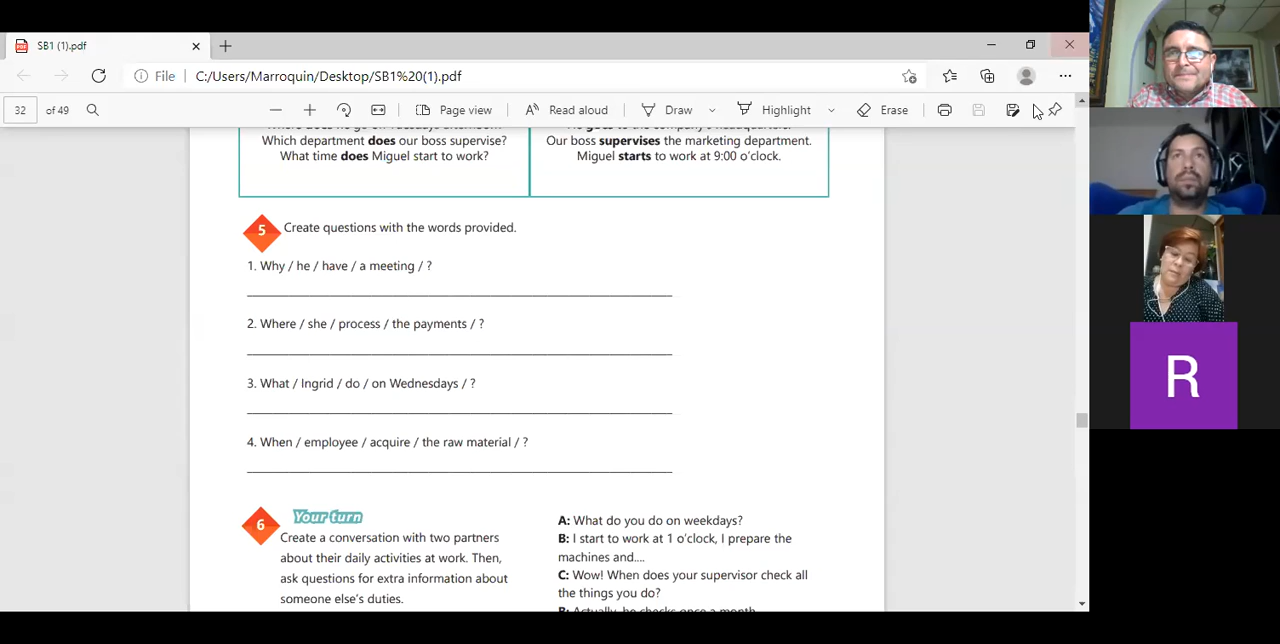 SB1 (1).pdf
File
C:/Users/Marroquin/Desktop/SB1%20(1).pdf
32 of 49
Page view
Read aloud
Draw
Highlight
Erase
Which department does our boss supervise?
What time does Miguel start to work?
Our boss supervises the marketing department.
Miguel starts to work at 9:00 o'clock.
5 Create questions with the words provided.
1. Why / he / have / a meeting / ?
2. Where / she / process / the payments / ?
3. What / Ingrid / do / on Wednesdays / ?
4. When / employee / acquire / the raw material / ?
6 Your turn
Create a conversation with two partners
about their daily activities at work. Then,
ask questions for extra information about
someone else's duties.
A: What do you do on weekdays?
B: I start to work at 1 o'clock, I prepare the
machines and....
C: Wow! When does your supervisor check all
the things you do?
B: Actually, he checks once a month
R